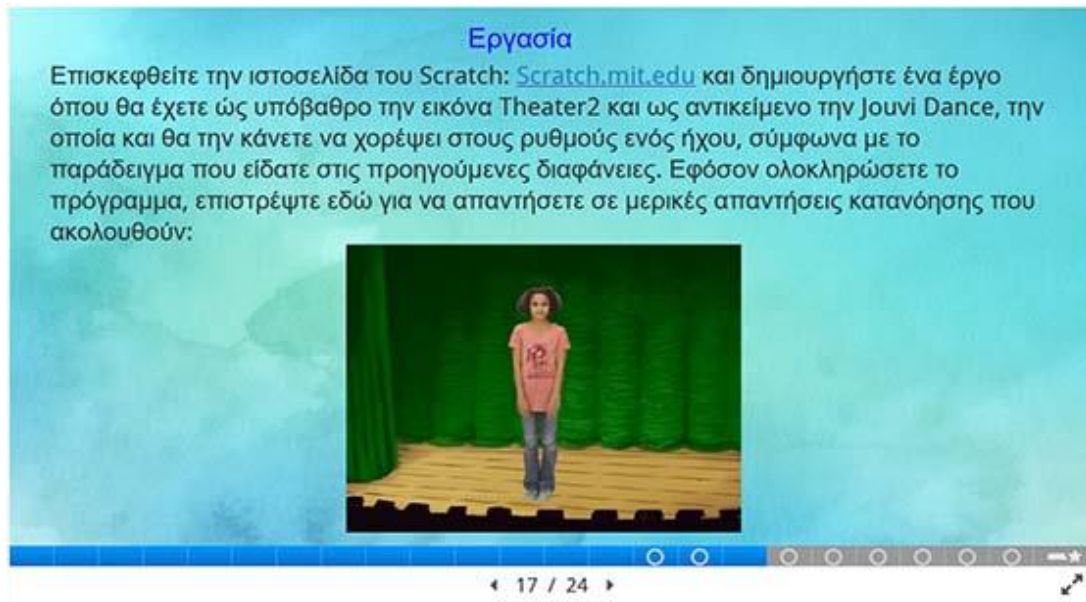 Εργασία
Επισκεφθείτε την ιστοσελίδα του Scratch: Scratch.mit.edu και δημιουργήστε ένα έργο
όπου θα έχετε ώς υπόβαθρο την εικόνα Theater2 και ως αντικείμενο την Jouvi Dance, την
οποία και θα την κάνετε να χορέψει στους ρυθμούς ενός ήχου, σύμφωνα με το
παράδειγμα που είδατε στις προηγούμενες διαφάνειες. Εφόσον ολοκληρώσετε το
πρόγραμμα, επιστρέψτε εδώ για να απαντήσετε σε μερικές απαντήσεις κατανόησης που
ακολουθούν:
17 / 24